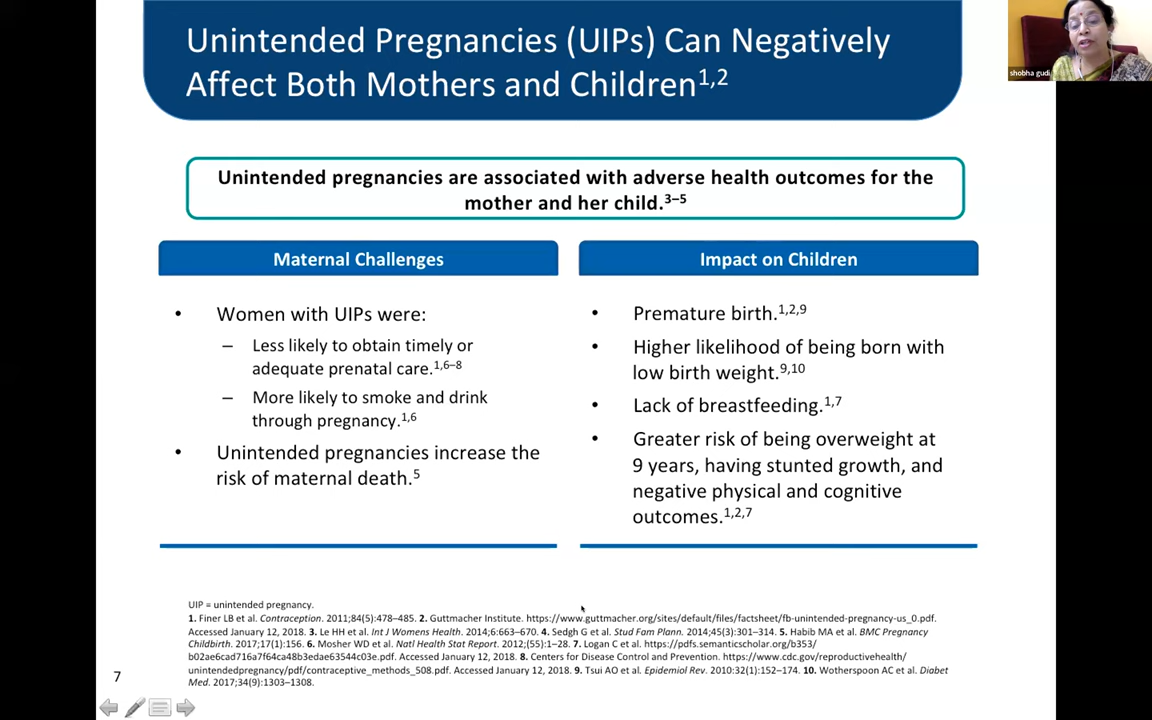 Unintended Pregnancies (UIPs) Can Negatively
Affect Both Mothers and Children1,2
shobha gudi
Unintended pregnancies are associated with adverse health outcomes for the
mother and her child.3–5
Maternal Challenges
• Women with UIPs were:
– Less likely to obtain timely or
adequate prenatal care.1,6–8
– More likely to smoke and drink
through pregnancy.1,6
• Unintended pregnancies increase the
risk of maternal death.5
Impact on Children
• Premature birth.1,2,9
• Higher likelihood of being born with
low birth weight.9,10
• Lack of breastfeeding.1,7
• Greater risk of being overweight at
9 years, having stunted growth, and
negative physical and cognitive
outcomes.1,2,7
UIP = unintended pregnancy.
1. Finer LB et al. Contraception. 2011;84(5):478–485. 2. Guttmacher Institute. https://www.guttmacher.org/sites/default/files/factsheet/fb-unintended-pregnancy-us_0.pdf.
Accessed January 12, 2018. 3. Le HH et al. Int J Womens Health. 2014;6:663–670. 4. Sedgh G et al. Stud Fam Plann. 2014;45(3):301–314. 5. Habib MA et al. BMC Pregnancy
Childbirth. 2017;17(1):156. 6. Mosher WD et al. Natl Health Stat Report. 2012;(55):1–28. 7. Logan C et al. https://pdfs.semanticscholar.org/b353/
b02ae6cad716a7f64ca48b3edae63544c03e.pdf. Accessed January 12, 2018. 8. Centers for Disease Control and Prevention. https://www.cdc.gov/reproductivehealth/
unintendedpregnancy/pdf/contraceptive_methods_508.pdf. Accessed January 12, 2018. 9. Tsui AO et al. Epidemiol Rev. 2010:32(1):152–174. 10. Wotherspoon AC et al. Diabet
Med. 2017;34(9):1303–1308.
7